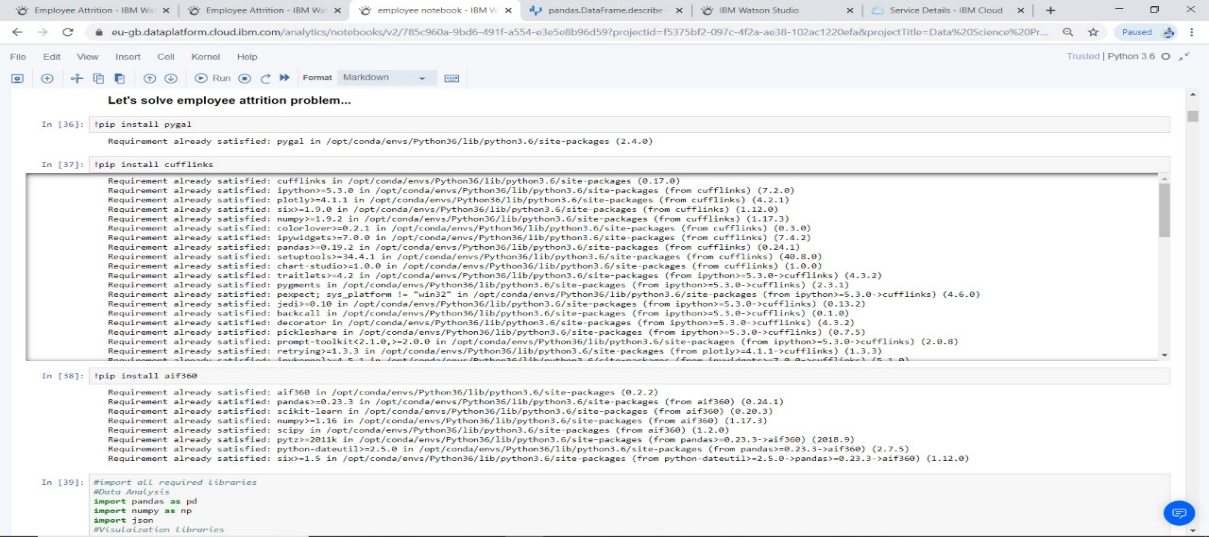 Employee Attrition - IBM Wat
Employee Attrition - IBM Wat
employee notebook - IBM W
pandas.DataFrame.describe
IBM Watson Studio
Service Details - IBM Cloud
eu-gb.dataplatform.cloud.ibm.com/analytics/notebooks/v2/785c960a-9bd6-491f-a554-e3e5e8b96d59?projectid=f5375bf2-097c-4f2a-ae38-102ac1220efa&projectTitle=Data%20Science%20Pr...
Paused
File Edit View Insert Cell Kernel Help
Trusted | Python 3.6
Run Format Markdown
Let's solve employee attrition problem...
In [36]: !pip install pygal
Requirement already satisfied: pygal in /opt/conda/envs/Python36/lib/python3.6/site-packages (2.4.0)
In [37]: !pip install cufflinks
Requirement already satisfied: cufflinks in /opt/conda/envs/Python36/lib/python3.6/site-packages (0.17.0)
Requirement already satisfied: ipython>=5.3.0 in /opt/conda/envs/Python36/lib/python3.6/site-packages (from cufflinks) (7.2.0)
Requirement already satisfied: plotly>=4.1.1 in /opt/conda/envs/Python36/lib/python3.6/site-packages (from cufflinks) (4.2.1)
Requirement already satisfied: six>=1.9.0 in /opt/conda/envs/Python36/lib/python3.6/site-packages (from cufflinks) (1.12.0)
Requirement already satisfied: numpy>=1.9.2 in /opt/conda/envs/Python36/lib/python3.6/site-packages (from cufflinks) (1.17.3)
Requirement already satisfied: colorlover>=0.2.1 in /opt/conda/envs/Python36/lib/python3.6/site-packages (from cufflinks) (0.3.0)
Requirement already satisfied: ipywidgets>=7.0.0 in /opt/conda/envs/Python36/lib/python3.6/site-packages (from cufflinks) (7.4.2)
Requirement already satisfied: pandas>=0.19.2 in /opt/conda/envs/Python36/lib/python3.6/site-packages (from cufflinks) (0.24.1)
Requirement already satisfied: setuptools>=34.4.1 in /opt/conda/envs/Python36/lib/python3.6/site-packages (from cufflinks) (40.8.0)
Requirement already satisfied: chart-studio>=1.0.0 in /opt/conda/envs/Python36/lib/python3.6/site-packages (from cufflinks) (1.0.0)
Requirement already satisfied: traitlets>=4.2 in /opt/conda/envs/Python36/lib/python3.6/site-packages (from ipython>=5.3.0->cufflinks) (4.3.2)
Requirement already satisfied: pygments in /opt/conda/envs/Python36/lib/python3.6/site-packages (from ipython>=5.3.0->cufflinks) (2.3.1)
Requirement already satisfied: pexpect; sys_platform != "win32" in /opt/conda/envs/Python36/lib/python3.6/site-packages (from ipython>=5.3.0->cufflinks) (4.6.0)
Requirement already satisfied: jedi>=0.10 in /opt/conda/envs/Python36/lib/python3.6/site-packages (from ipython>=5.3.0->cufflinks) (0.13.2)
Requirement already satisfied: backcall in /opt/conda/envs/Python36/lib/python3.6/site-packages (from ipython>=5.3.0->cufflinks) (0.1.0)
Requirement already satisfied: decorator in /opt/conda/envs/Python36/lib/python3.6/site-packages (from ipython>=5.3.0->cufflinks) (4.3.2)
Requirement already satisfied: pickleshare in /opt/conda/envs/Python36/lib/python3.6/site-packages (from ipython>=5.3.0->cufflinks) (0.7.5)
Requirement already satisfied: prompt-toolkit<2.1.0,>=2.0.0 in /opt/conda/envs/Python36/lib/python3.6/site-packages (from ipython>=5.3.0->cufflinks) (2.0.8)
Requirement already satisfied: retrying>=1.3.3 in /opt/conda/envs/Python36/lib/python3.6/site-packages (from plotly>=4.1.1->cufflinks) (1.3.3)
In [38]: !pip install aif360
Requirement already satisfied: aif360 in /opt/conda/envs/Python36/lib/python3.6/site-packages (0.2.2)
Requirement already satisfied: pandas>=0.23.3 in /opt/conda/envs/Python36/lib/python3.6/site-packages (from aif360) (0.24.1)
Requirement already satisfied: scikit-learn in /opt/conda/envs/Python36/lib/python3.6/site-packages (from aif360) (0.20.3)
Requirement already satisfied: numpy>=1.16 in /opt/conda/envs/Python36/lib/python3.6/site-packages (from aif360) (1.17.3)
Requirement already satisfied: scipy in /opt/conda/envs/Python36/lib/python3.6/site-packages (from aif360) (1.2.0)
Requirement already satisfied: pytz>=2011k in /opt/conda/envs/Python36/lib/python3.6/site-packages (from pandas>=0.23.3->aif360) (2018.9)
Requirement already satisfied: python-dateutil>=2.5.0 in /opt/conda/envs/Python36/lib/python3.6/site-packages (from pandas>=0.23.3->aif360) (2.7.5)
Requirement already satisfied: six>=1.5 in /opt/conda/envs/Python36/lib/python3.6/site-packages (from python-dateutil>=2.5.0->pandas>=0.23.3->aif360) (1.12.0)
In [39]: #import all required libraries
#Data Analysis
import pandas as pd
import numpy as np
import json
#Visulaization libraries